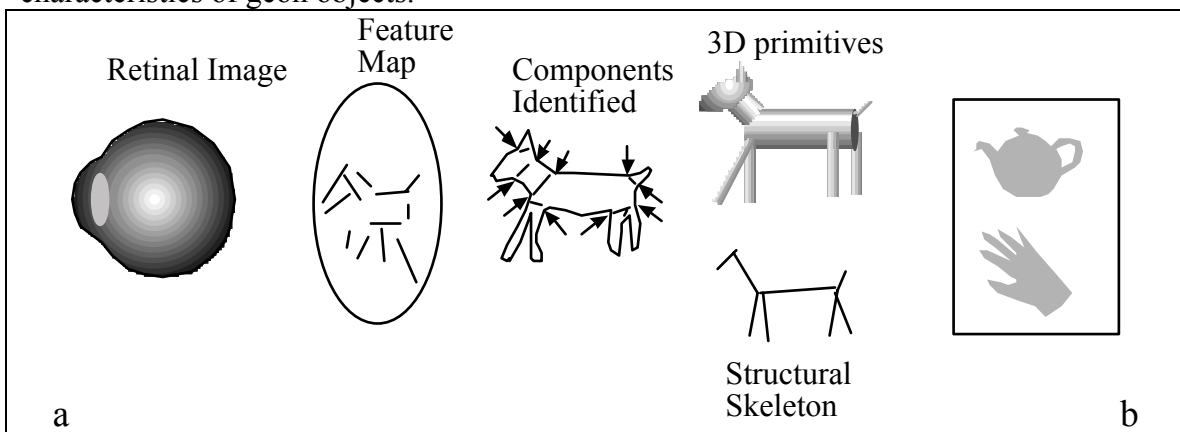 characteristics of geon objects.
Retinal Image
Feature
Map
Components
Identified
3D primitives
Structural
Skeleton
a
b